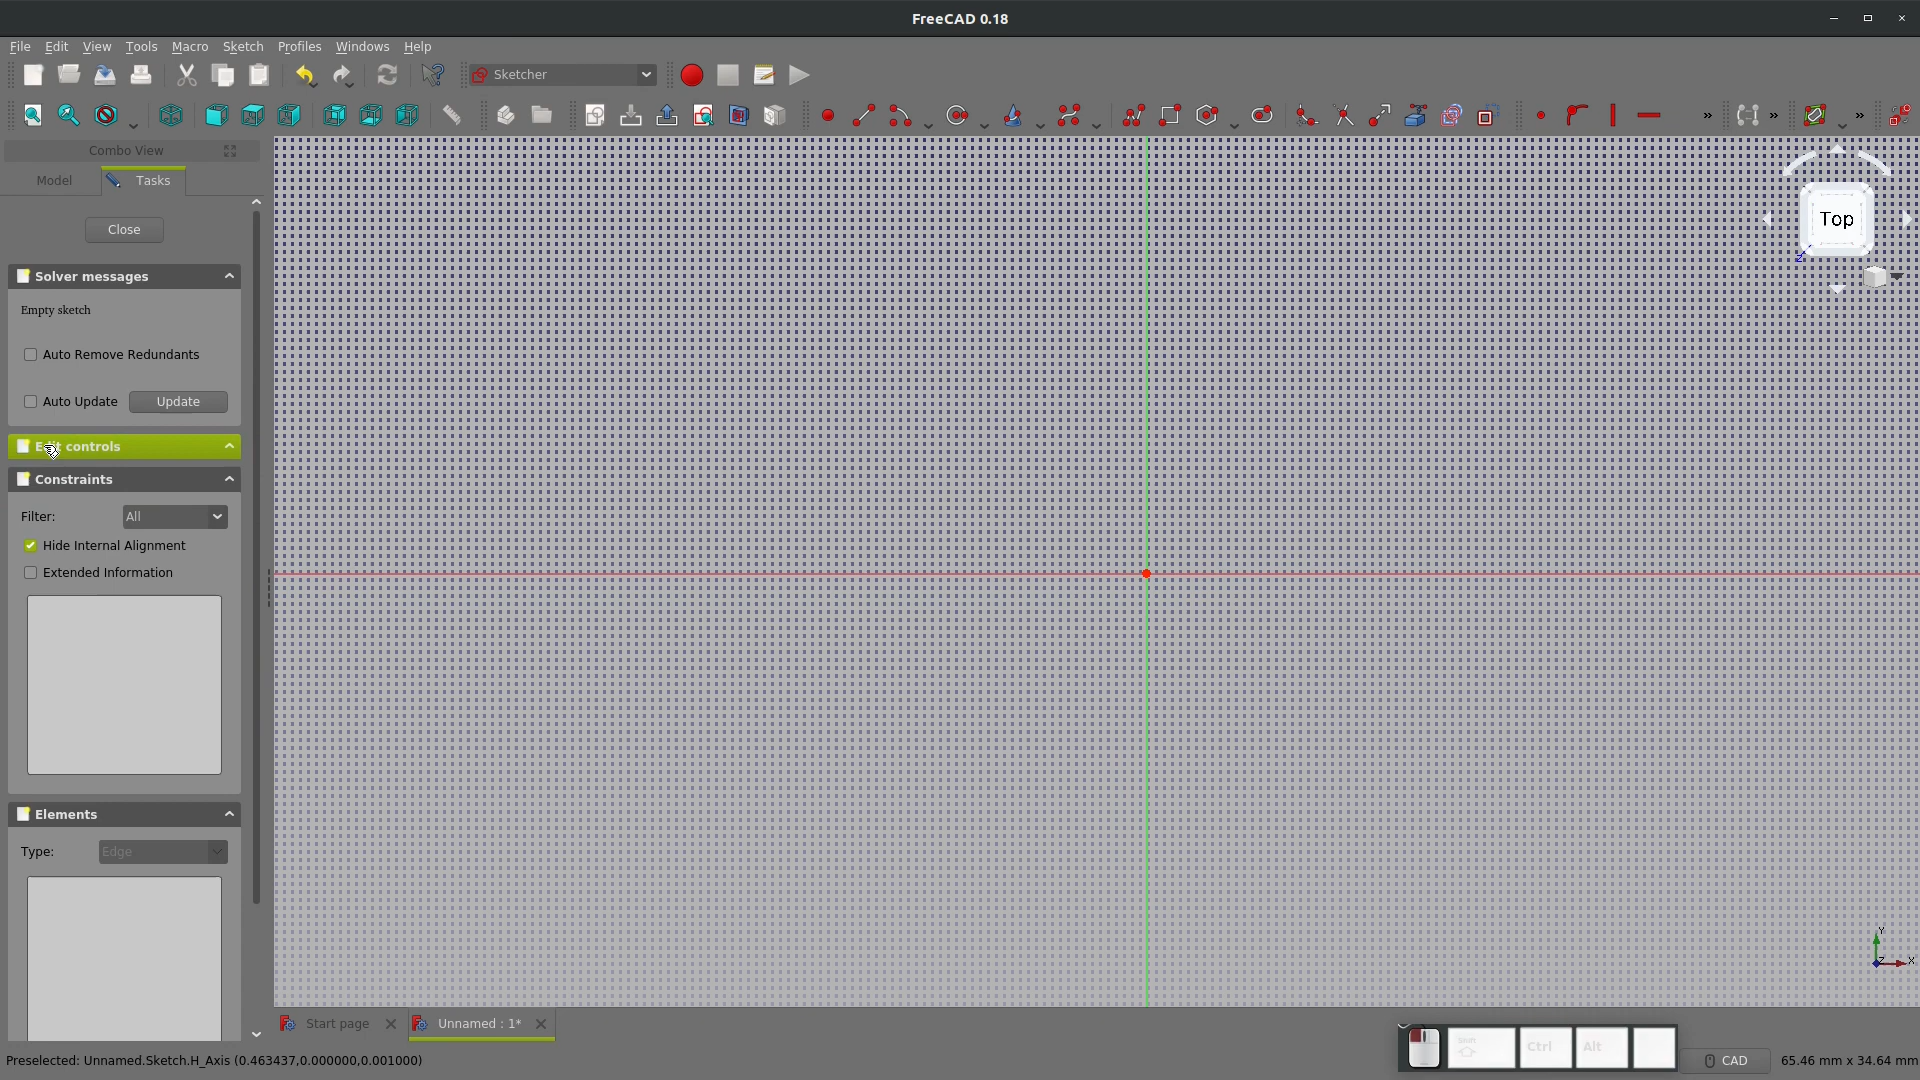 FreeCAD 0.18
File Edit View Tools Macro Sketch Profiles Windows Help
Sketcher
Combo View
Model Tasks
Close
Solver messages
Empty sketch
Auto Remove Redundants
Auto Update Update
Edit controls
Constraints
Filter: All
Hide Internal Alignment
Extended Information
Elements
Type: Edge
Top
Z
Y
Z X
Start page Unnamed : 1*
Shift Ctrl Alt
CAD 65.46 mm x 34.64 mm
Preselected: Unnamed.Sketch.H_Axis (0.463437,0.000000,0.001000)